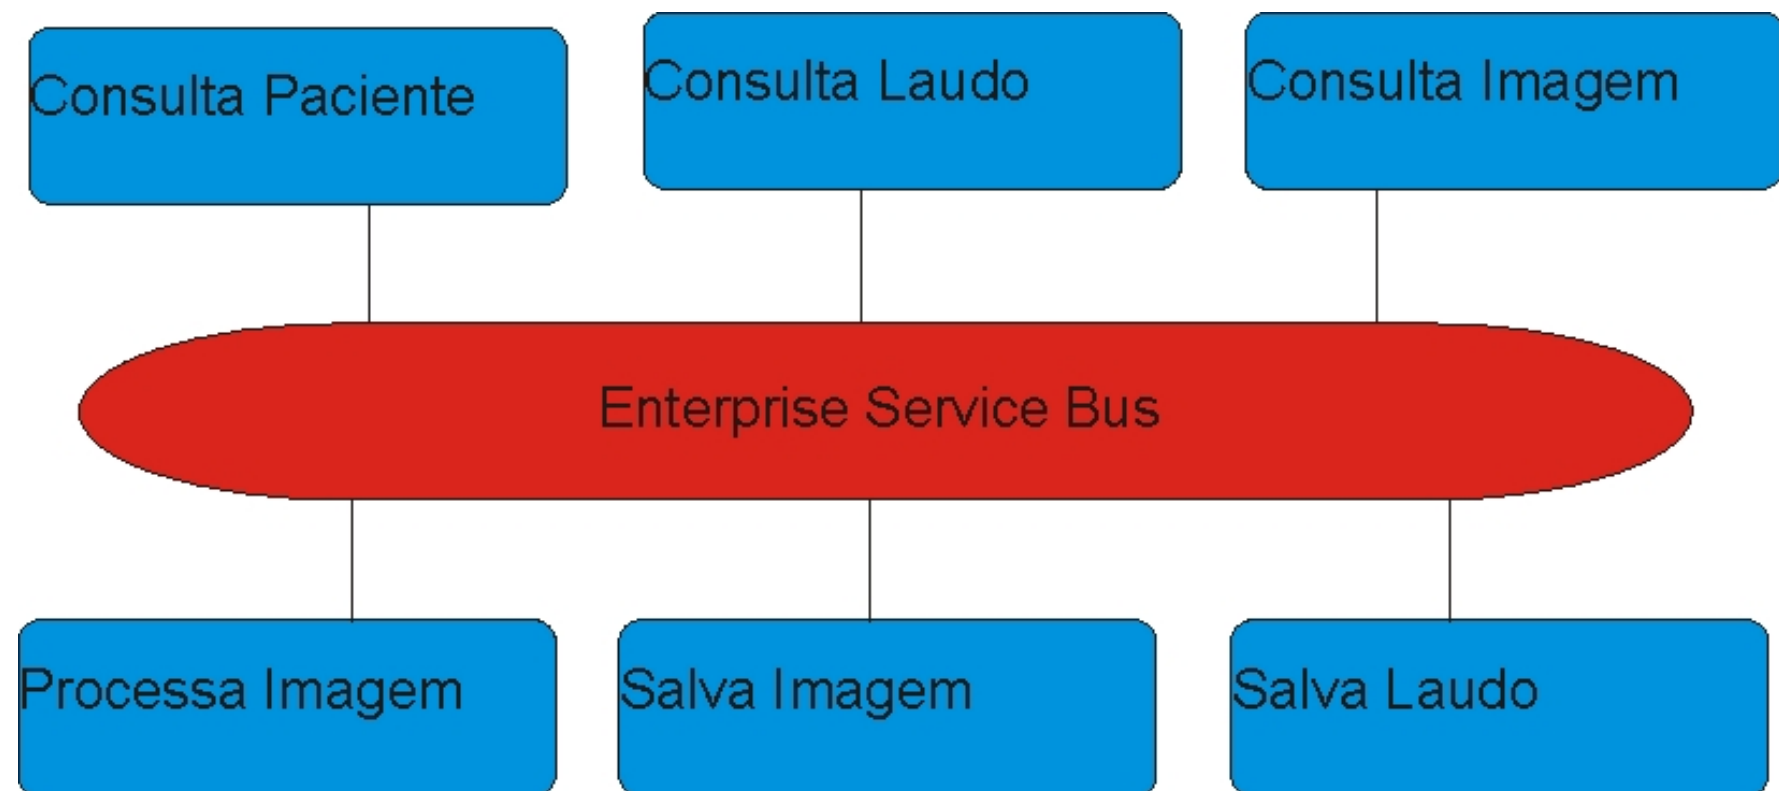 Consulta Paciente
Consulta Laudo
Consulta Imagem
Enterprise Service Bus
Processa Imagem
Salva Imagem
Salva Laudo